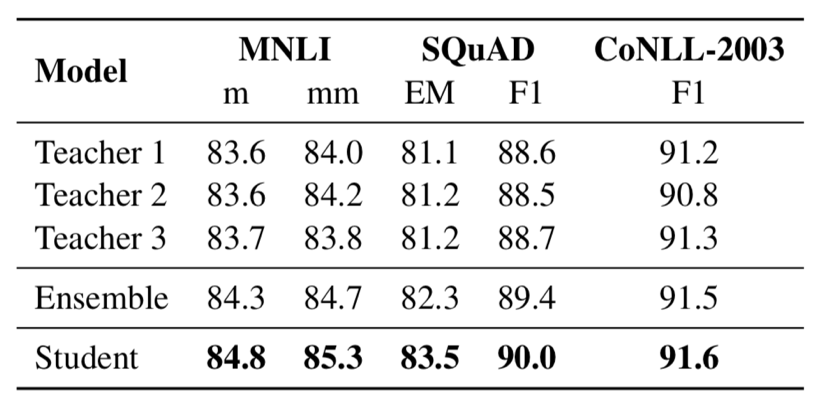 Model MNLI SQuAD CoNLL-2003
m mm EM F1 F1
Teacher 1 83.6 84.0 81.1 88.6 91.2
Teacher 2 83.6 84.2 81.2 88.5 90.8
Teacher 3 83.7 83.8 81.2 88.7 91.3
Ensemble 84.3 84.7 82.3 89.4 91.5
Student 84.8 85.3 83.5 90.0 91.6